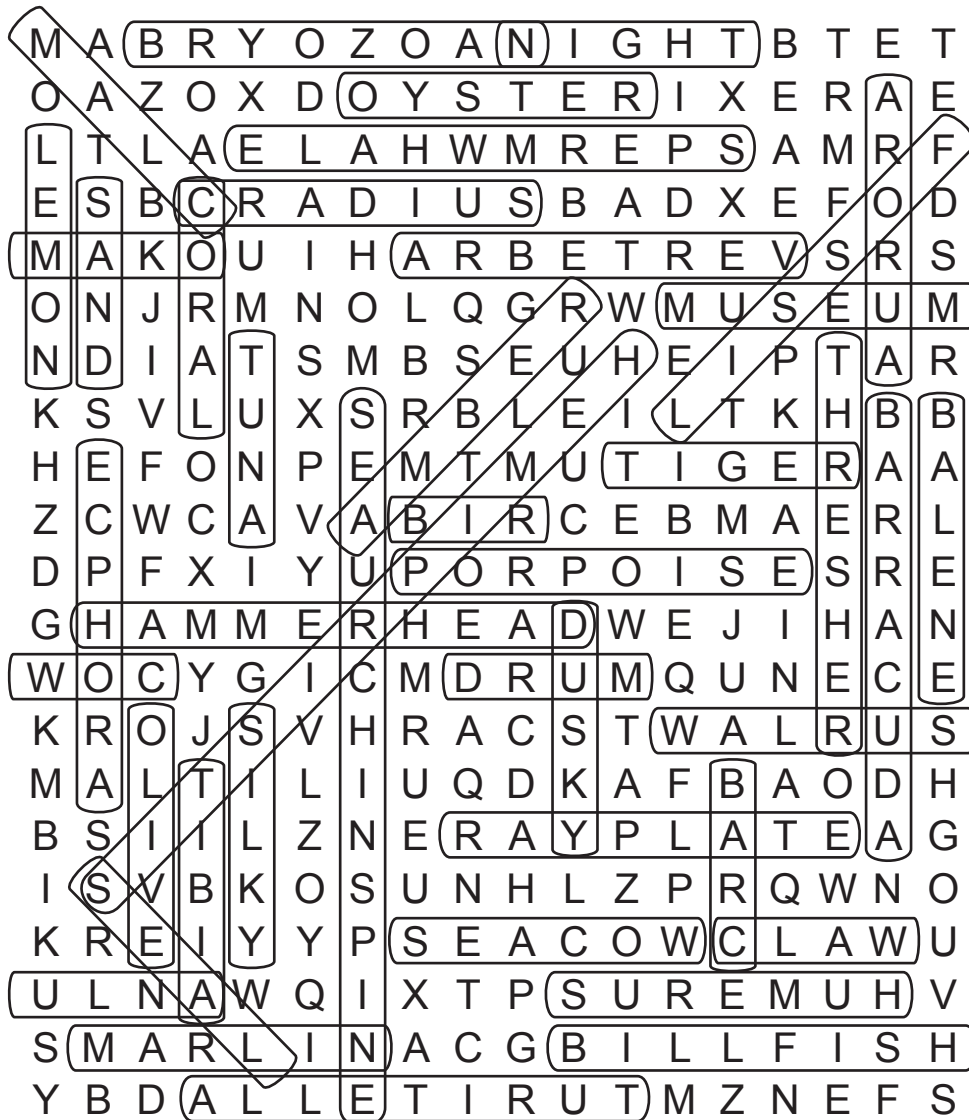 M A B R Y O Z O A N I G H T B T E T
O A Z O X D O Y S T E R I X E R A E
L T L A E L A H W M R E P S A M R F
E S B C R A D I U S B A D X E F O D
M A K O U I H A R B E T R E V S R S
O N J R M N O L Q G R W M U S E U M
N D I A T S M B S E U H E I P T A R
K S V L U X S R B L E I L T K H B B
H E F O N P E M T M U T I G E R A A
Z C W C A V A B I R C E B M A E R L
D P F X I Y U P O R P O I S E S R E
G H A M M E R H E A D W E J I H A N
W O C Y G I C M D R U M Q U N E C E
K R O J S V H R A C S T W A L R U S
M A L T I L I U Q D K A F B A O D H
B S I I L Z N E R A Y P L A T E A G
I S V B K O S U N H L Z P R Q W N O
K R E I Y Y P S E A C O W C L A W U
U L N A W Q I X T P S U R E M U H V
S M A R L I N A C G B I L L F I S H
Y B D A L L E T I R U T M Z N E F S